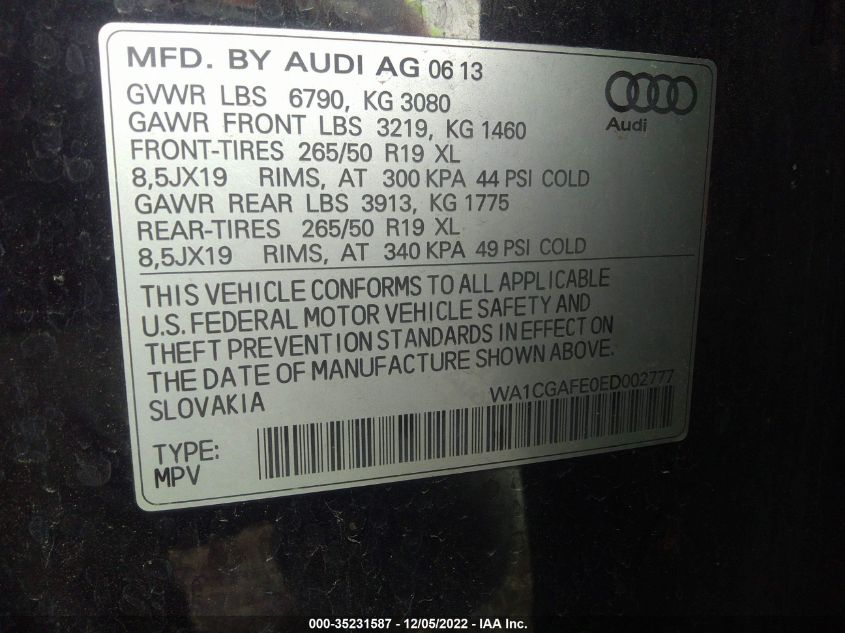 MFD. BY AUDI AG 06 13
GVWR LBS 6790, KG 3080
GAWR FRONT LBS 3219, KG 1460
FRONT-TIRES 265/50 R19 XL
8,5JX19 RIMS, AT 300 KPA 44 PSI COLD
GAWR REAR LBS 3913, KG 1775
REAR-TIRES 265/50 R19 XL
8,5JX19 RIMS, AT 340 KPA 49 PSI COLD
Audi
THIS VEHICLE CONFORMS TO ALL APPLICABLE
U.S. FEDERAL MOTOR VEHICLE SAFETY AND
THEFT PREVENTION STANDARDS IN EFFECT ON
THE DATE OF MANUFACTURE SHOWN ABOVE.
SLOVAKIA
WA1CGAFE0ED002777
TYPE:
MPV
000-35231587 - 12/05/2022 - IAA Inc.